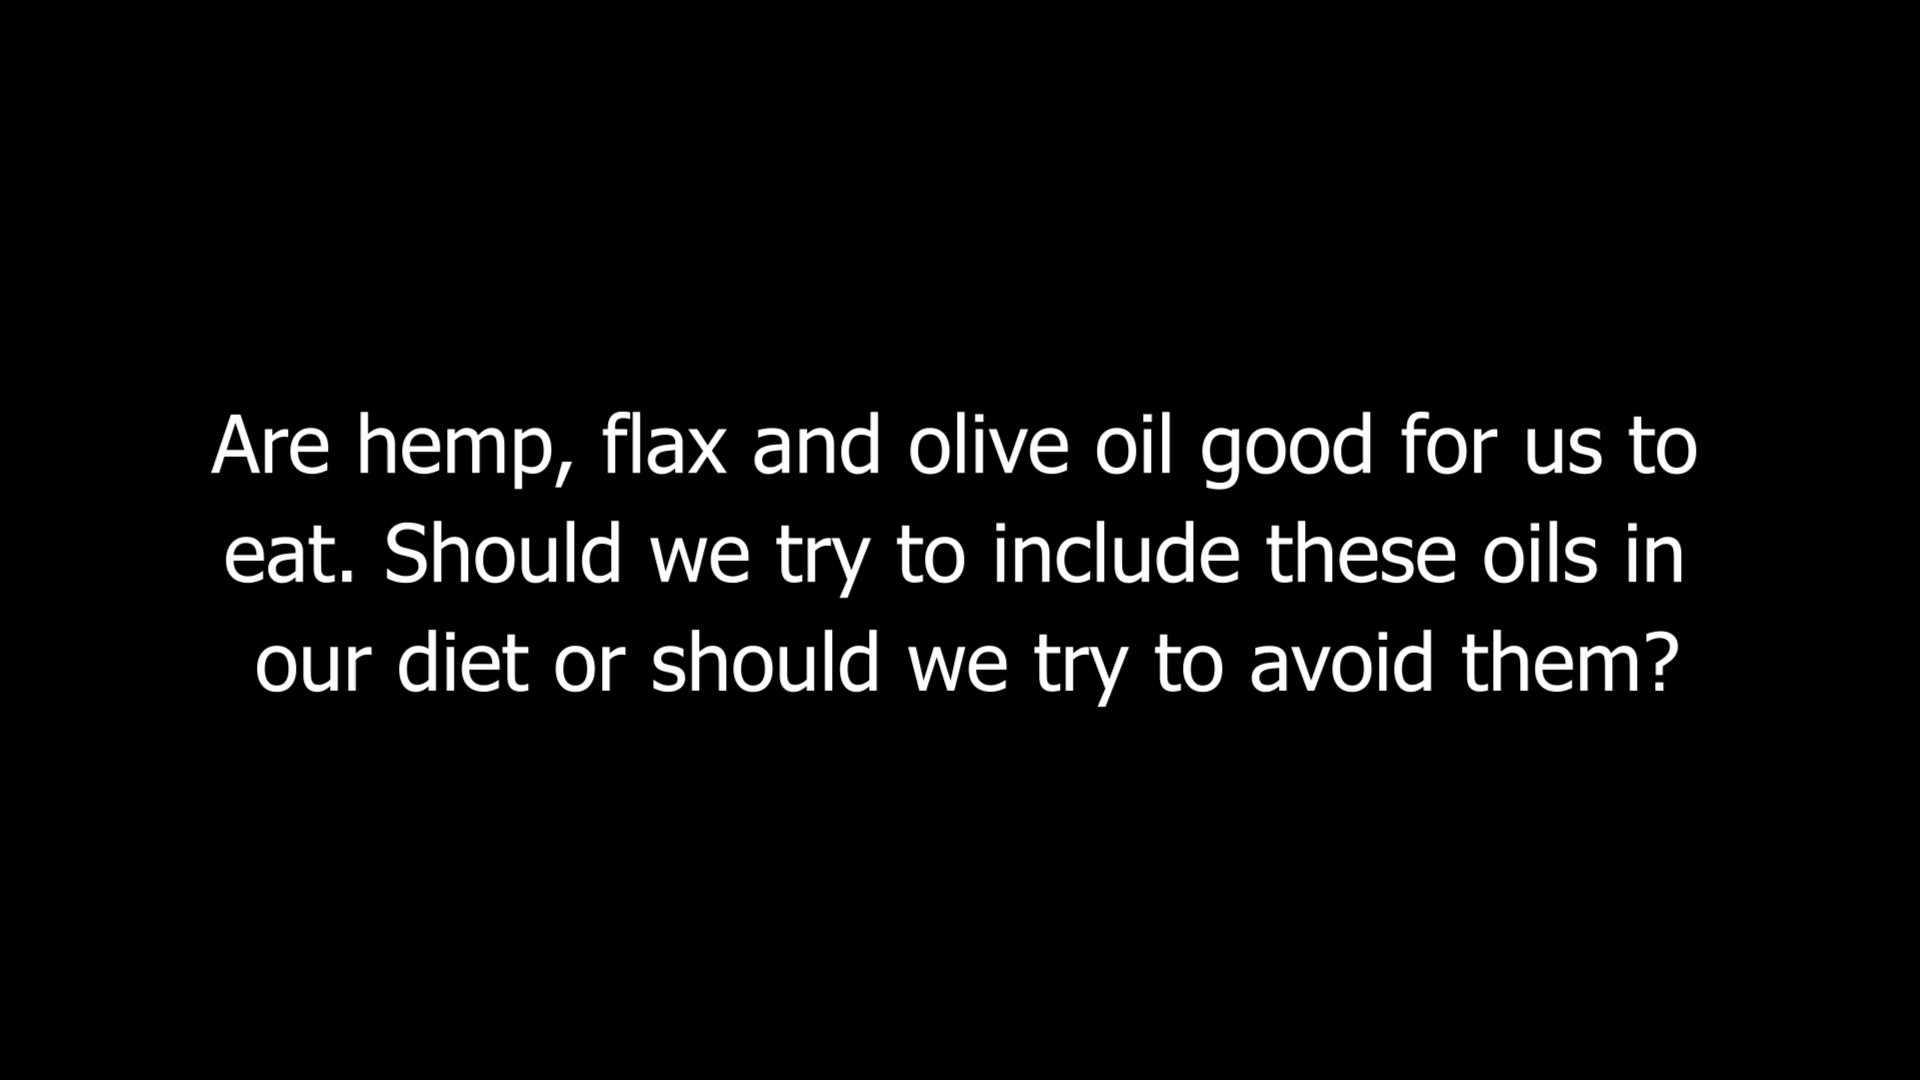 Are hemp, flax and olive oil good for us to
eat. Should we try to include these oils in
our diet or should we try to avoid them?